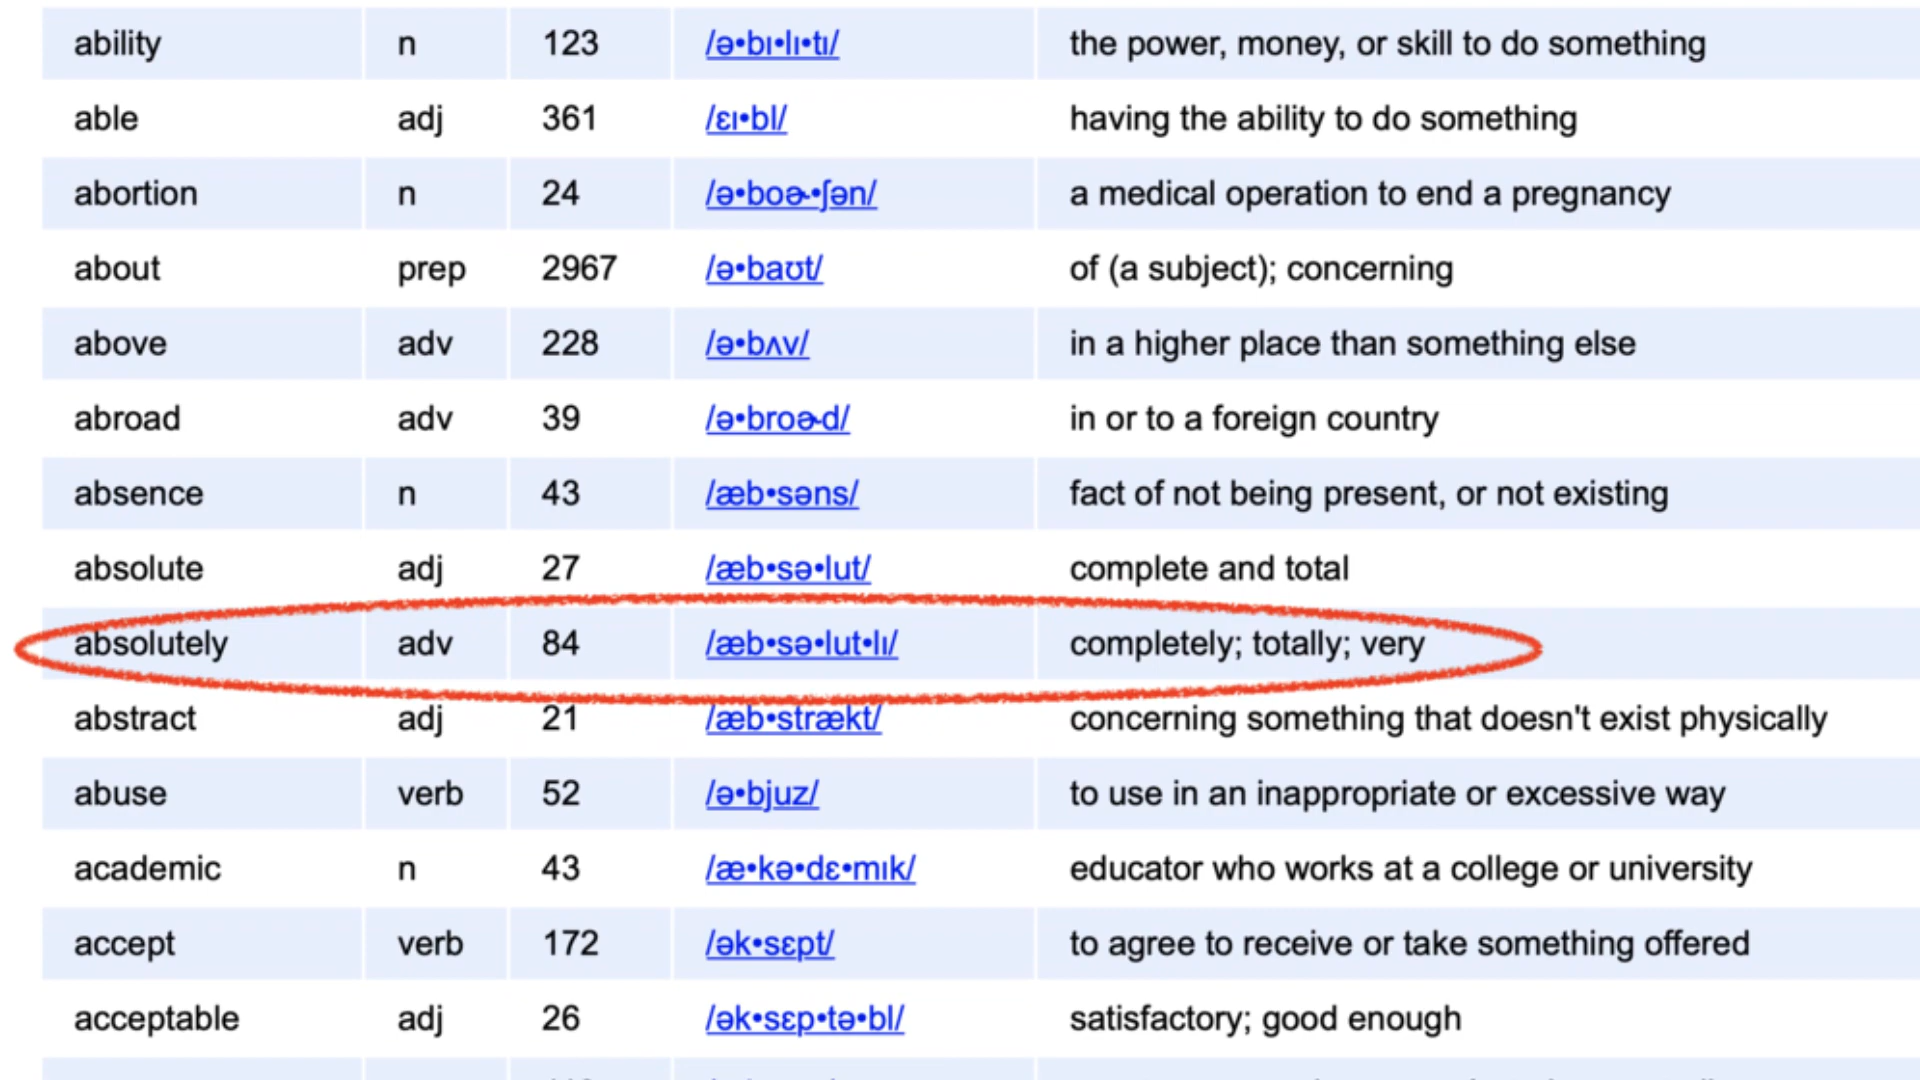 ability n 123 /ə•bɪ•lɪ•tɪ/ the power, money, or skill to do something
able adj 361 /ɛɪ•bl/ having the ability to do something
abortion n 24 /ə•boɚ•ʃən/ a medical operation to end a pregnancy
about prep 2967 /ə•baʊt/ of (a subject); concerning
above adv 228 /ə•bʌv/ in a higher place than something else
abroad adv 39 /ə•broɚd/ in or to a foreign country
absence n 43 /æb•səns/ fact of not being present, or not existing
absolute adj 27 /æb•sə•lut/ complete and total
absolutely adv 84 /æb•sə•lut•lɪ/ completely; totally; very
abstract adj 21 /æb•strækt/ concerning something that doesn't exist physically
abuse verb 52 /ə•bjuz/ to use in an inappropriate or excessive way
academic n 43 /æ•kə•dɛ•mɪk/ educator who works at a college or university
accept verb 172 /ək•sɛpt/ to agree to receive or take something offered
acceptable adj 26 /ək•sɛp•tə•bl/ satisfactory; good enough